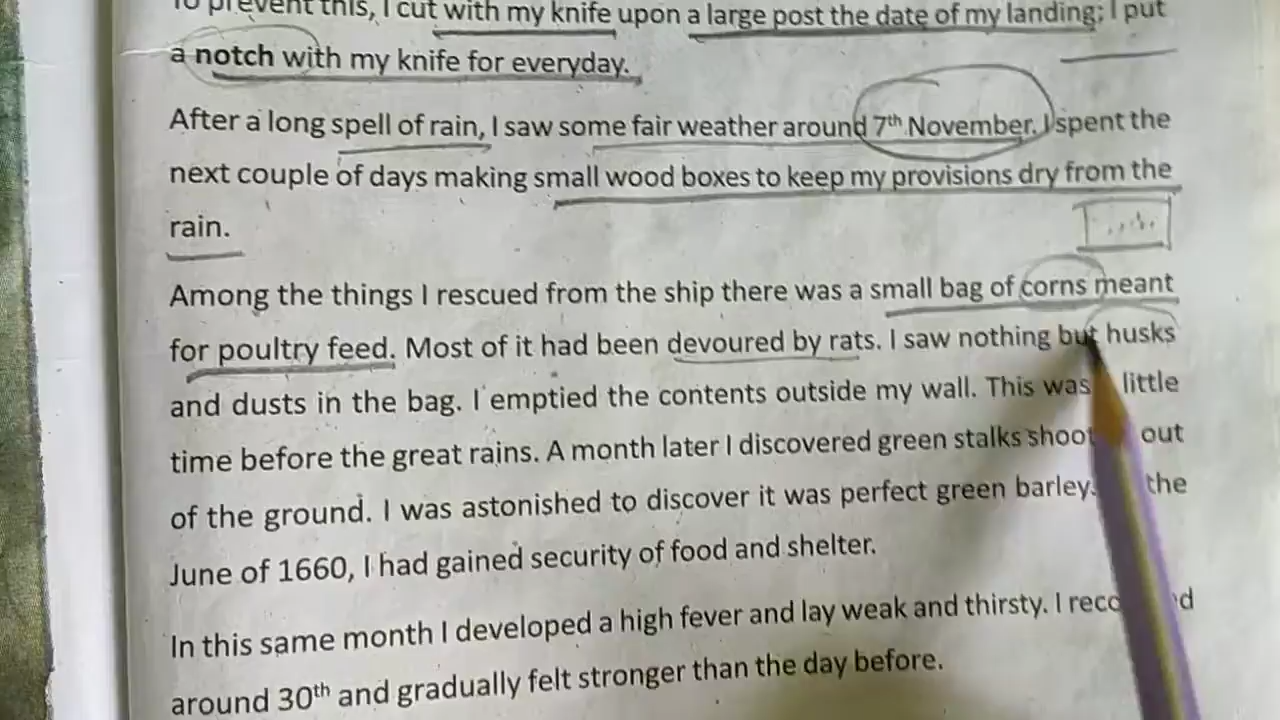 To prevent this, I cut with my knife upon a large post the date of my landing; I put
a notch with my knife for everyday.
After a long spell of rain, I saw some fair weather around 7th November. I spent the
next couple of days making small wood boxes to keep my provisions dry from the
rain.
Among the things I rescued from the ship there was a small bag of corns meant
for poultry feed. Most of it had been devoured by rats. I saw nothing but husks
and dusts in the bag. I emptied the contents outside my wall. This was little
time before the great rains. A month later I discovered green stalks out
of the ground. I was astonished to discover it was perfect green barley. the
June of 1660, I had gained security of food and shelter.
In this same month I developed a high fever and lay weak and thirsty. I
around 30th and gradually felt stronger than the day before.